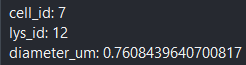 cell_id: 7
lys_id: 12
diameter_um: 0.7608439640700817